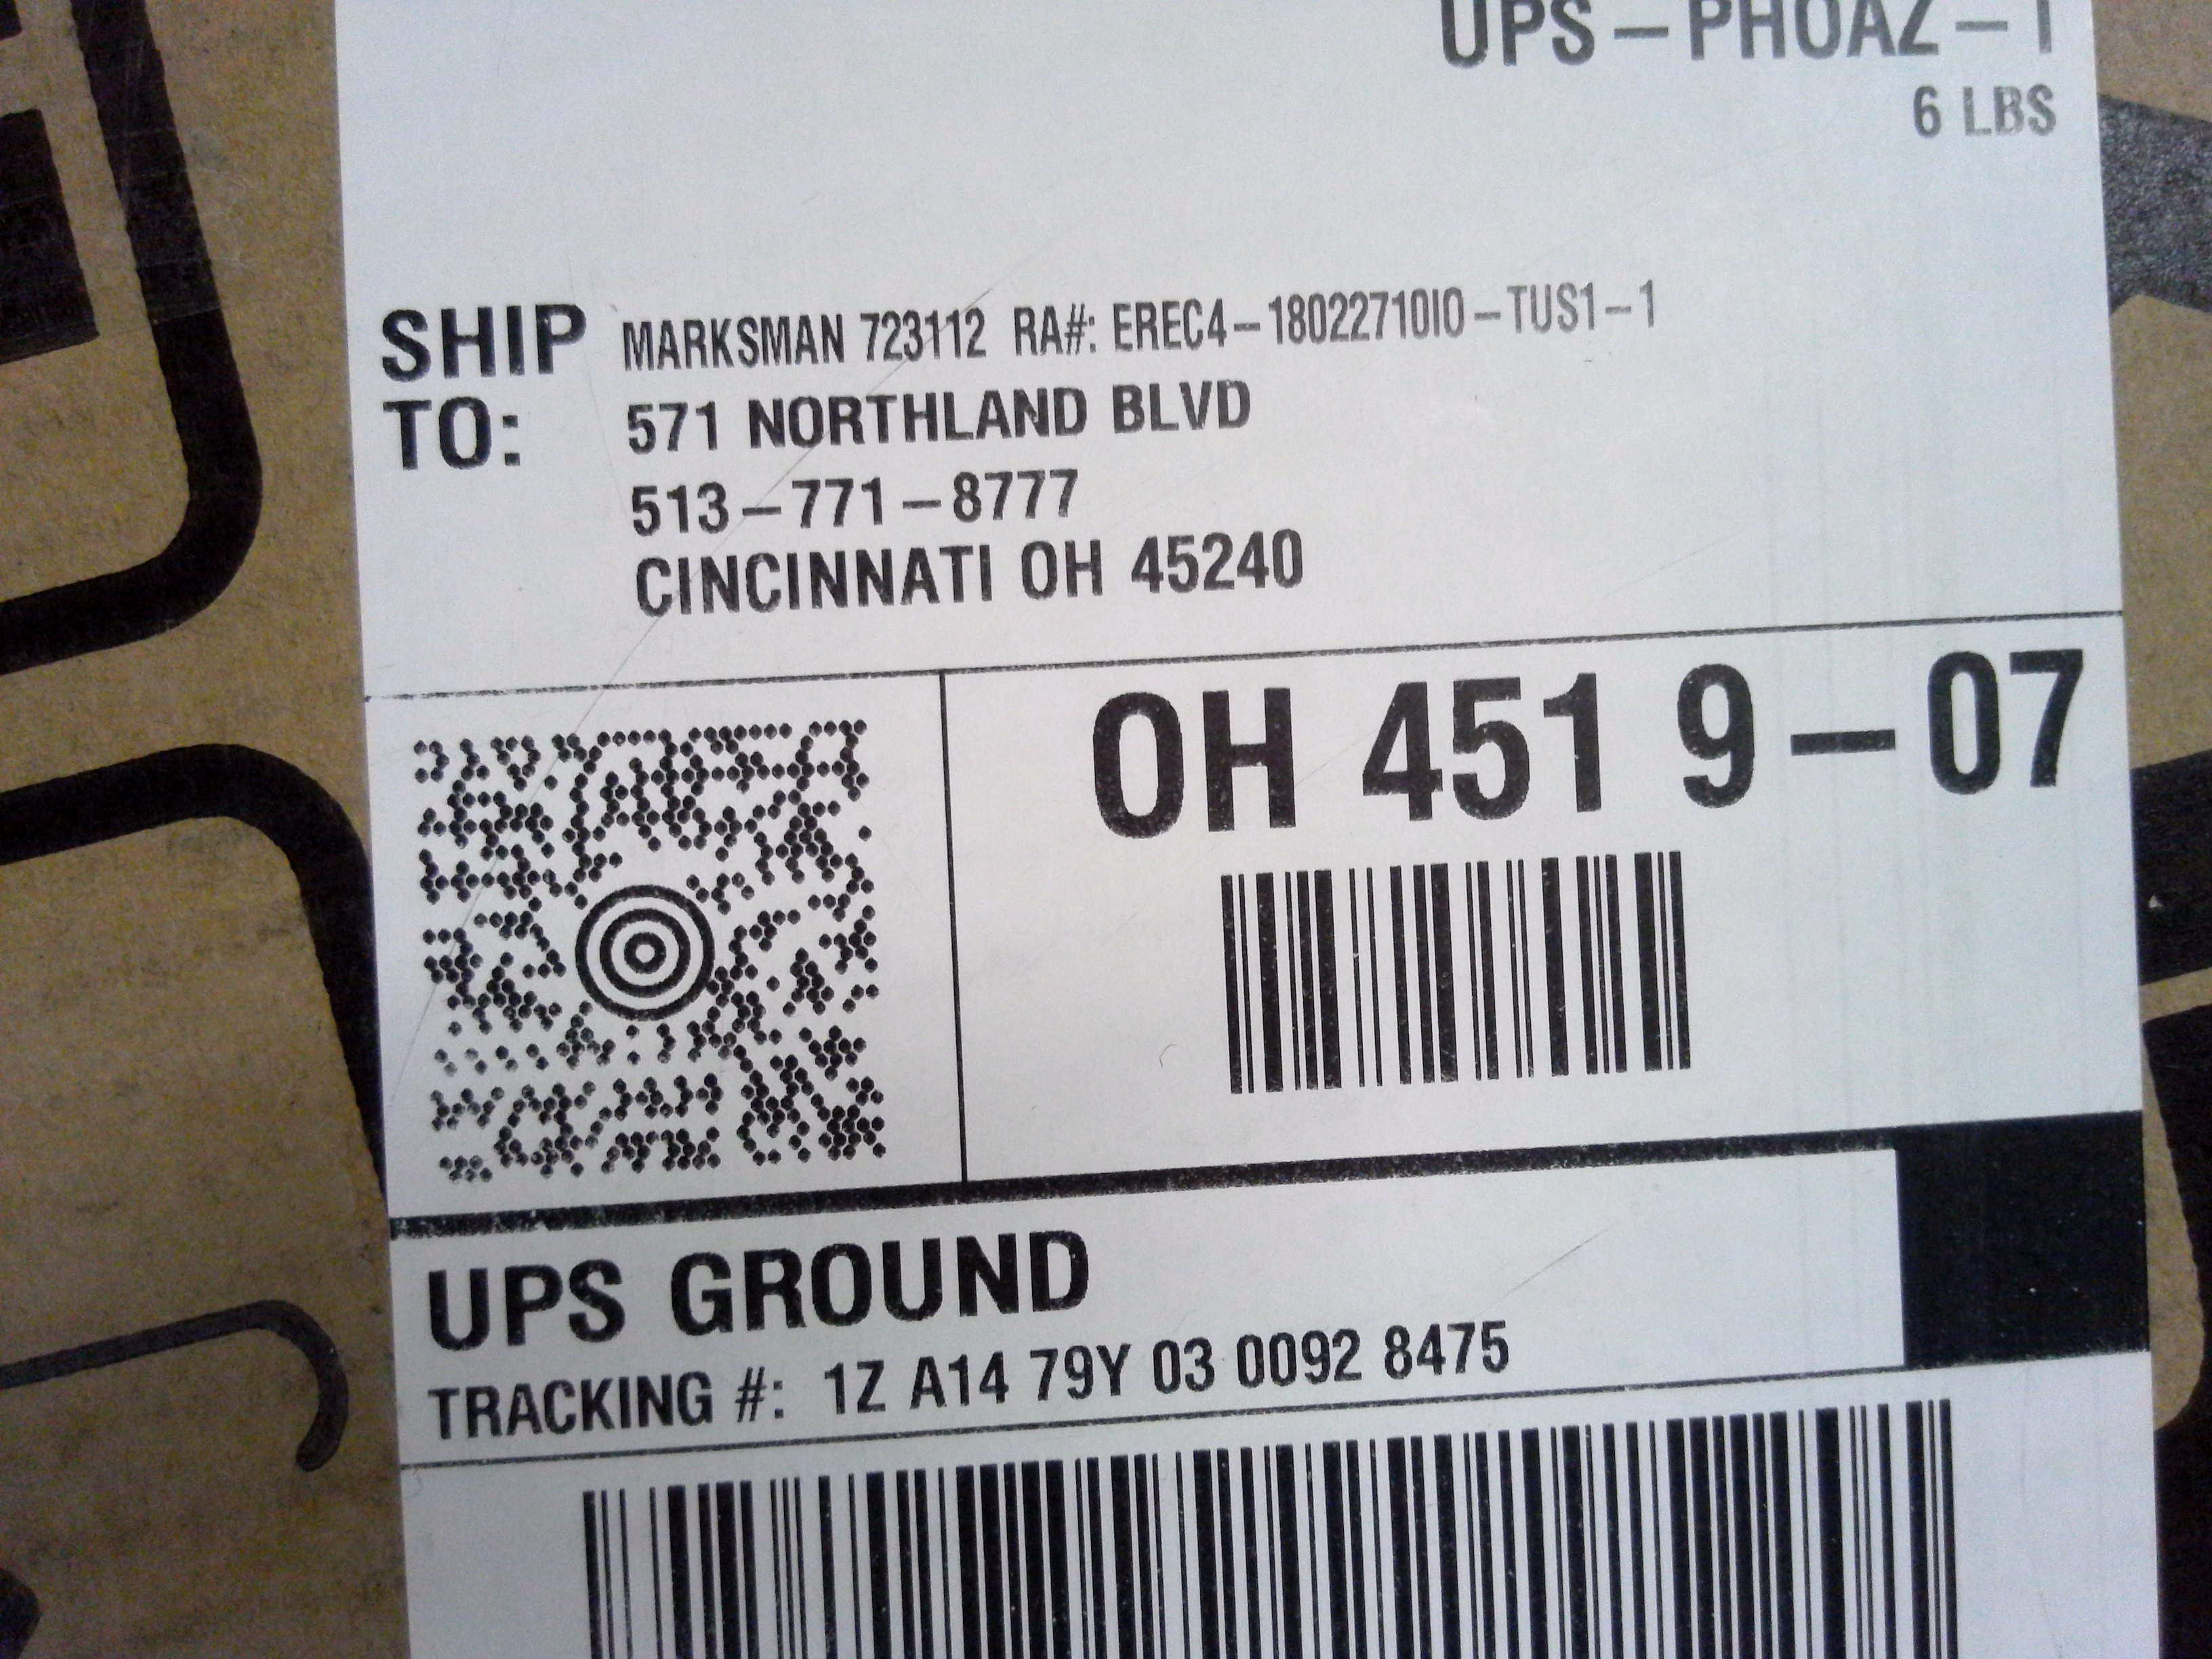 UPS-PHOAZ-1
6 LBS
SHIP TO: MARKSMAN 723112 RA#: EREC4-1802271OIO-TUS1-1
571 NORTHLAND BLVD
513-771-8777
CINCINNATI OH 45240
OH 451 9-07
UPS GROUND
TRACKING #: 1Z A14 79Y 03 0092 8475